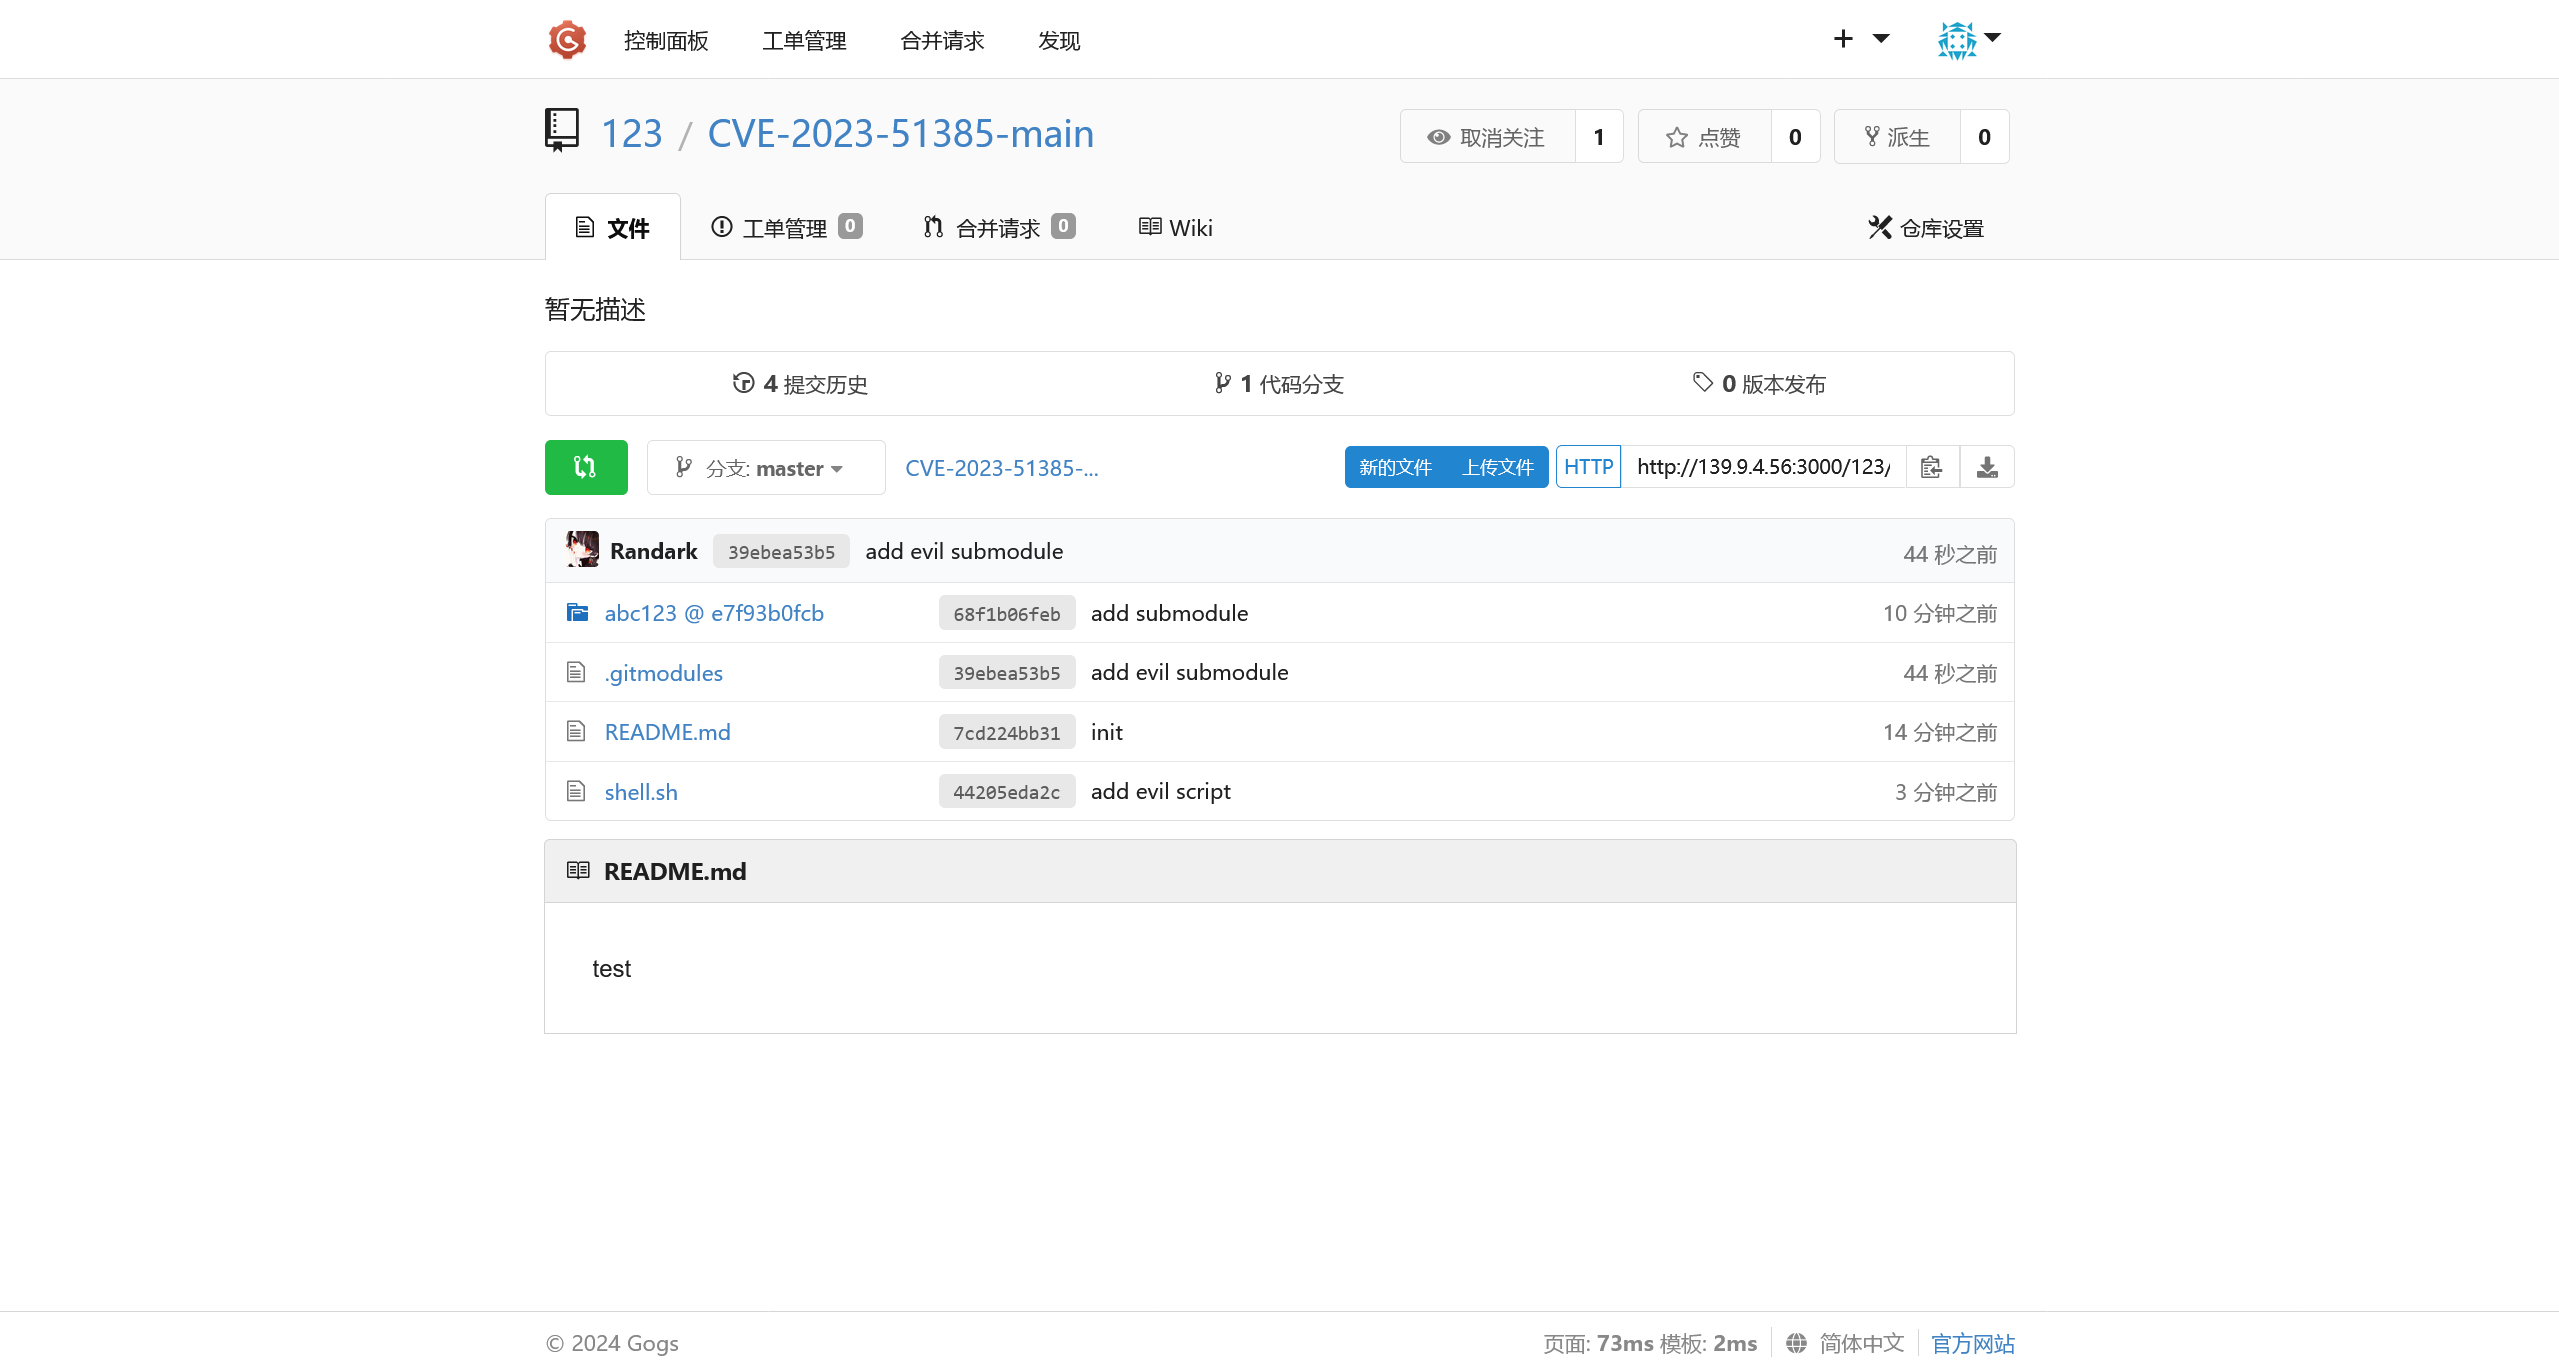 控制面板 工单管理 合并请求 发现
123 / CVE-2023-51385-main 取消关注 1 点赞 0 派生 0
文件 工单管理 0 合并请求 0 Wiki 仓库设置
暂无描述
4 提交历史 1 代码分支 0 版本发布
分支: master CVE-2023-51385-... 新的文件 上传文件 HTTP http://139.9.4.56:3000/123/
Randark 39ebea53b5 add evil submodule 44 秒之前
abc123 @ e7f93b0fcb 68f1b06feb add submodule 10 分钟之前
.gitmodules 39ebea53b5 add evil submodule 44 秒之前
README.md 7cd224bb31 init 14 分钟之前
shell.sh 44205eda2c add evil script 3 分钟之前
README.md
test
© 2024 Gogs 页面: 73ms 模板: 2ms 简体中文 官方网站